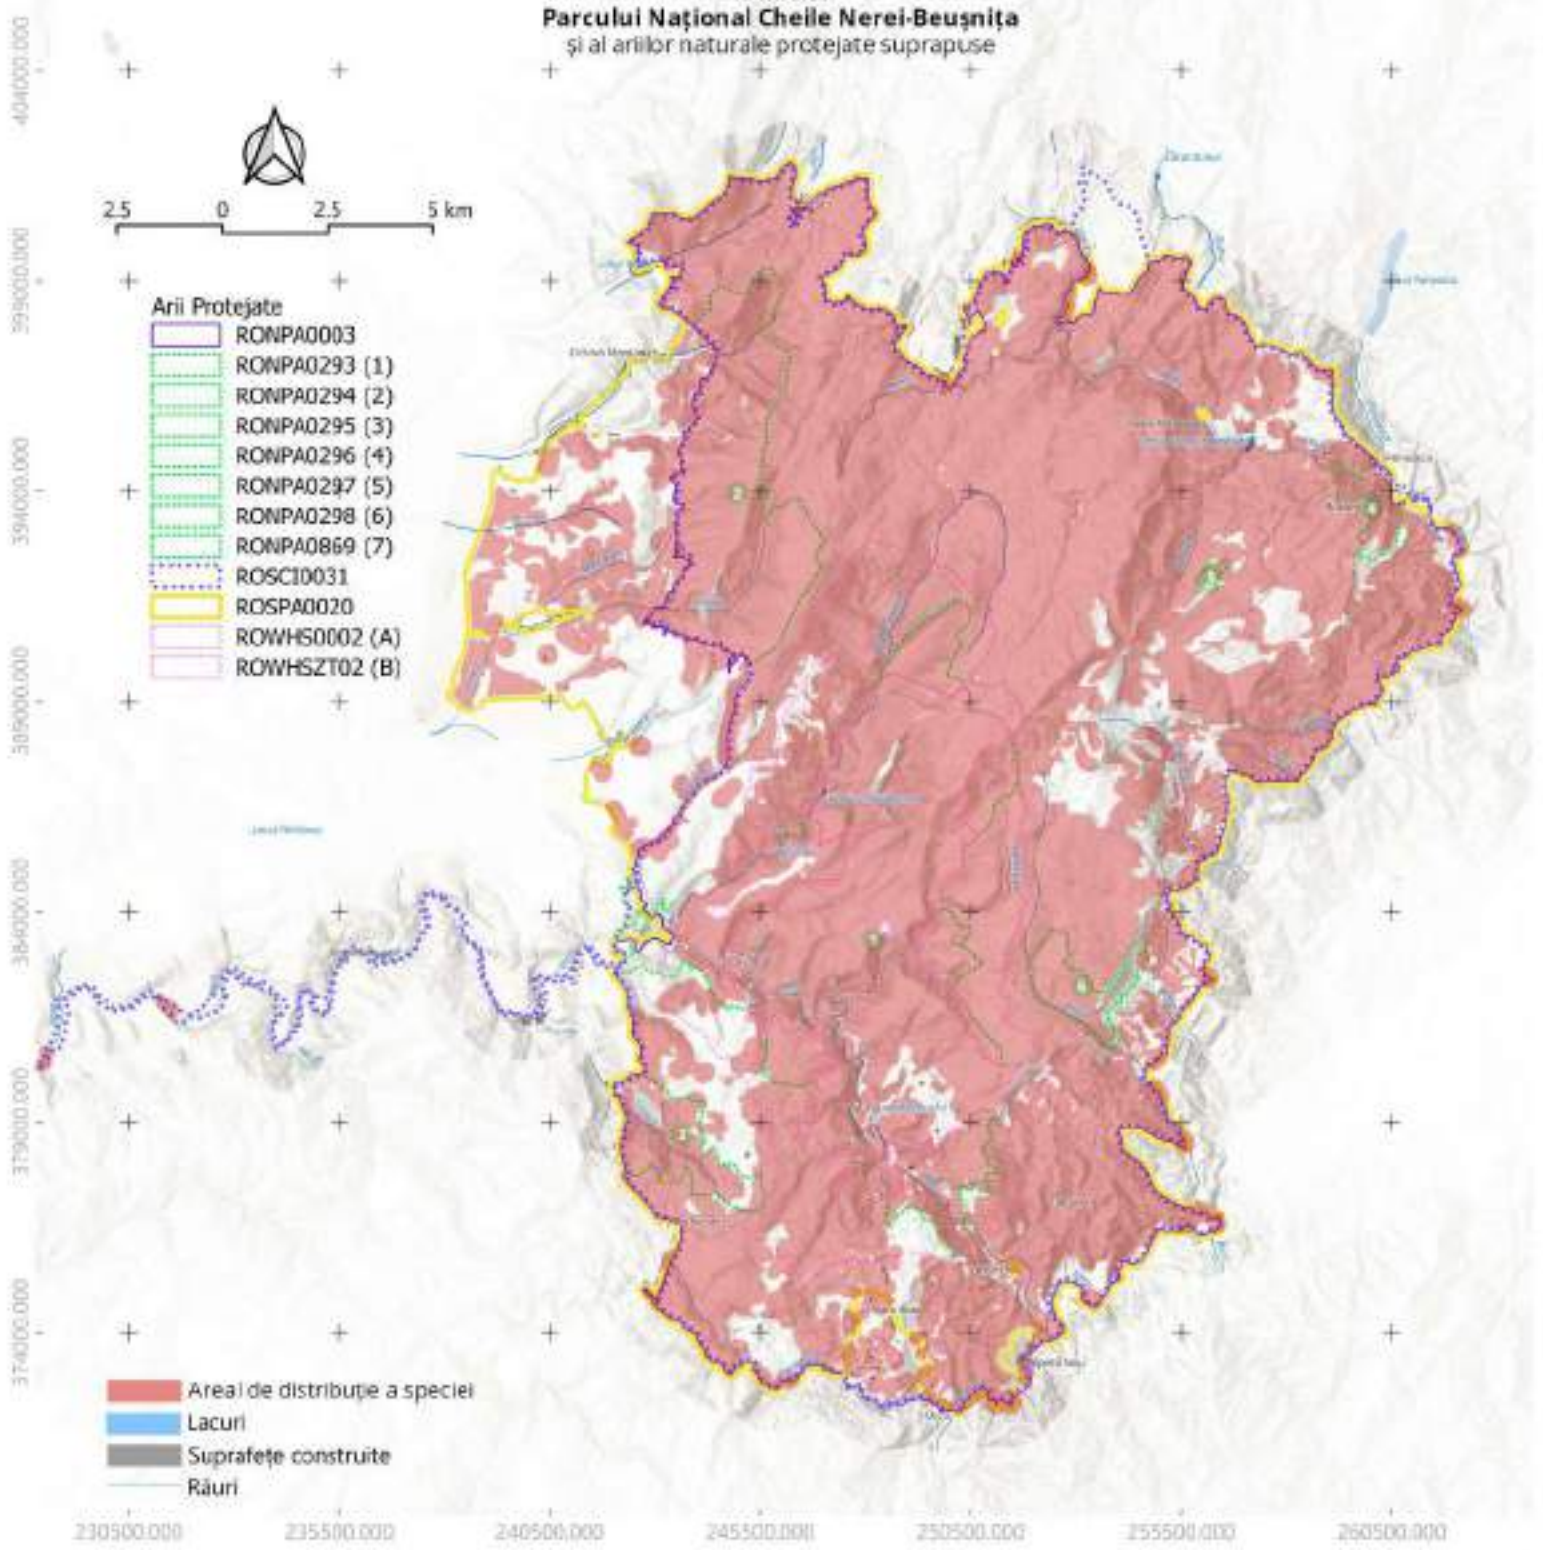 Parcului Național Cheile Nerei-Beușnița
și al ariilor naturale protejate suprapuse
404000.000
399000.000
394000.000
389000.000
384000.000
379000.000
374000.000
2.5 0 2.5 5 km
Arii Protejate
RONPA0003
RONPA0293 (1)
RONPA0294 (2)
RONPA0295 (3)
RONPA0296 (4)
RONPA0297 (5)
RONPA0298 (6)
RONPA0869 (7)
ROSCI0031
ROSPA0020
ROWHS0002 (A)
ROWHSZT02 (B)
2
Areal de distribuție a speciei
Lacuri
Suprafețe construite
Râuri
230500.000 235500.000 240500.000 245500.000 250500.000 255500.000 260500.000